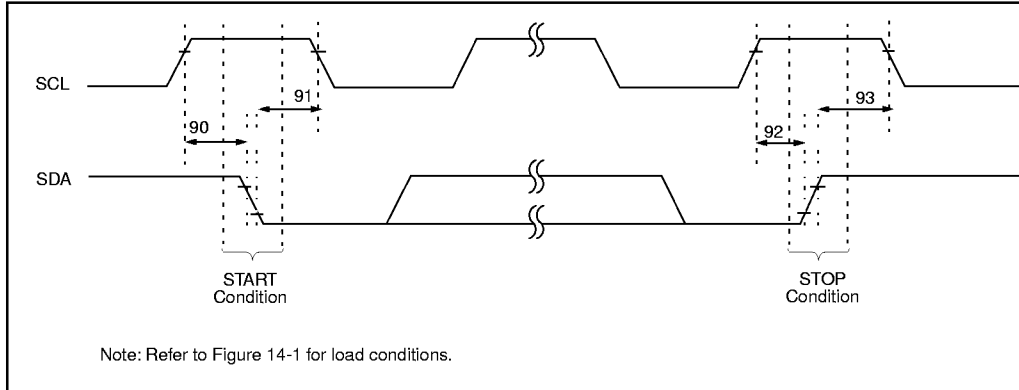 SCL
91
93
90
92
SDA
START
Condition
STOP
Condition
Note: Refer to Figure 14-1 for load conditions.